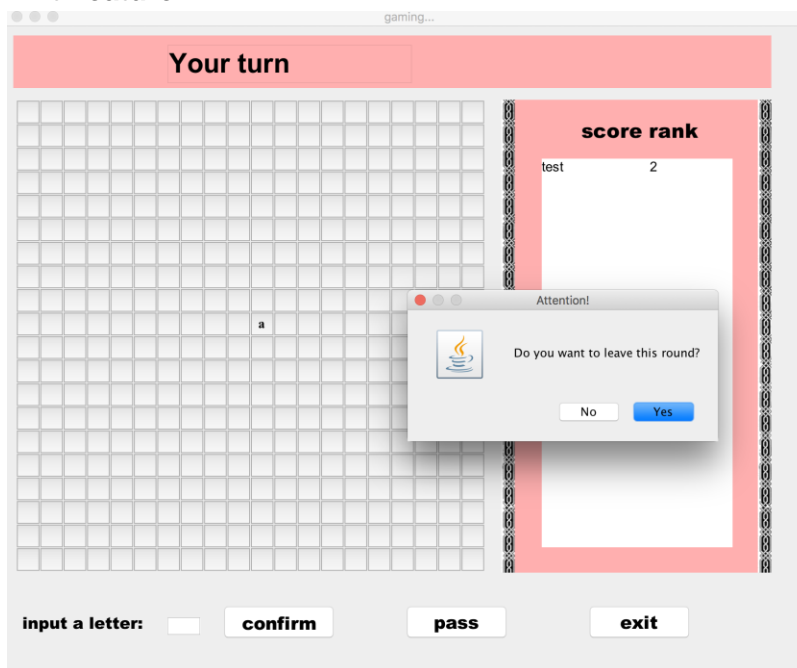 gaming...
Your turn
score rank
test 2
a
Attention!
Do you want to leave this round?
No Yes
input a letter: confirm pass exit